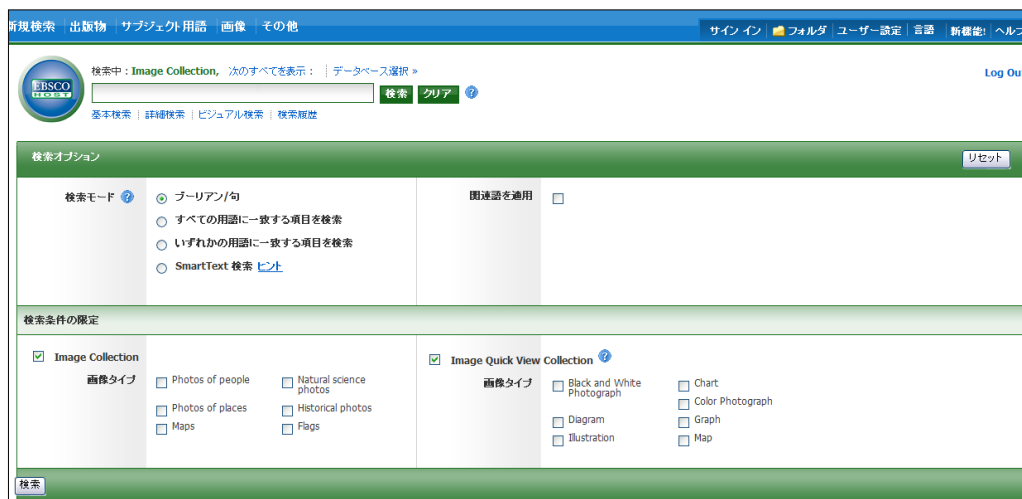 新規検索 出版物 サブジェクト用語 画像 その他
サイン イン フォルダ ユーザー設定 言語 新機能! ヘルプ
検索中 : Image Collection, 次のすべてを表示 : データベース選択 »
Log Ou
EBSCO
HOST
検索 クリア
基本検索 詳細検索 ビジュアル検索 検索履歴
検索オプション
リセット
検索モード
ブーリアン/句
すべての用語に一致する項目を検索
いずれかの用語に一致する項目を検索
SmartText 検索 ヒント
関連語を適用
検索条件の限定
Image Collection
画像タイプ
Photos of people
Natural science
photos
Photos of places
Historical photos
Maps
Flags
Image Quick View Collection
画像タイプ
Black and White
Photograph
Chart
Color Photograph
Diagram
Graph
Illustration
Map
検索